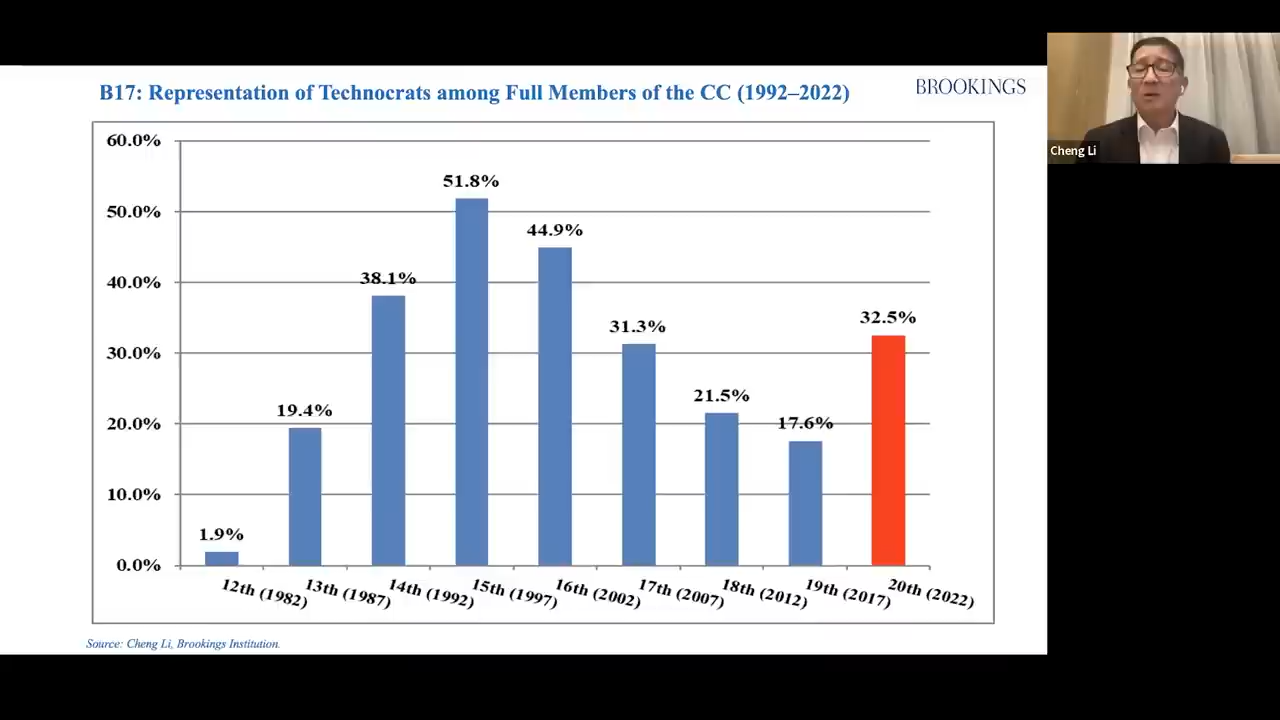 B17: Representation of Technocrats among Full Members of the CC (1992–2022)
BROOKINGS
Cheng Li
60.0%
50.0%
40.0%
30.0%
20.0%
10.0%
0.0%
1.9%
19.4%
38.1%
51.8%
44.9%
31.3%
21.5%
17.6%
32.5%
12th (1982)
13th (1987)
14th (1992)
15th (1997)
16th (2002)
17th (2007)
18th (2012)
19th (2017)
20th (2022)
Source: Cheng Li, Brookings Institution.